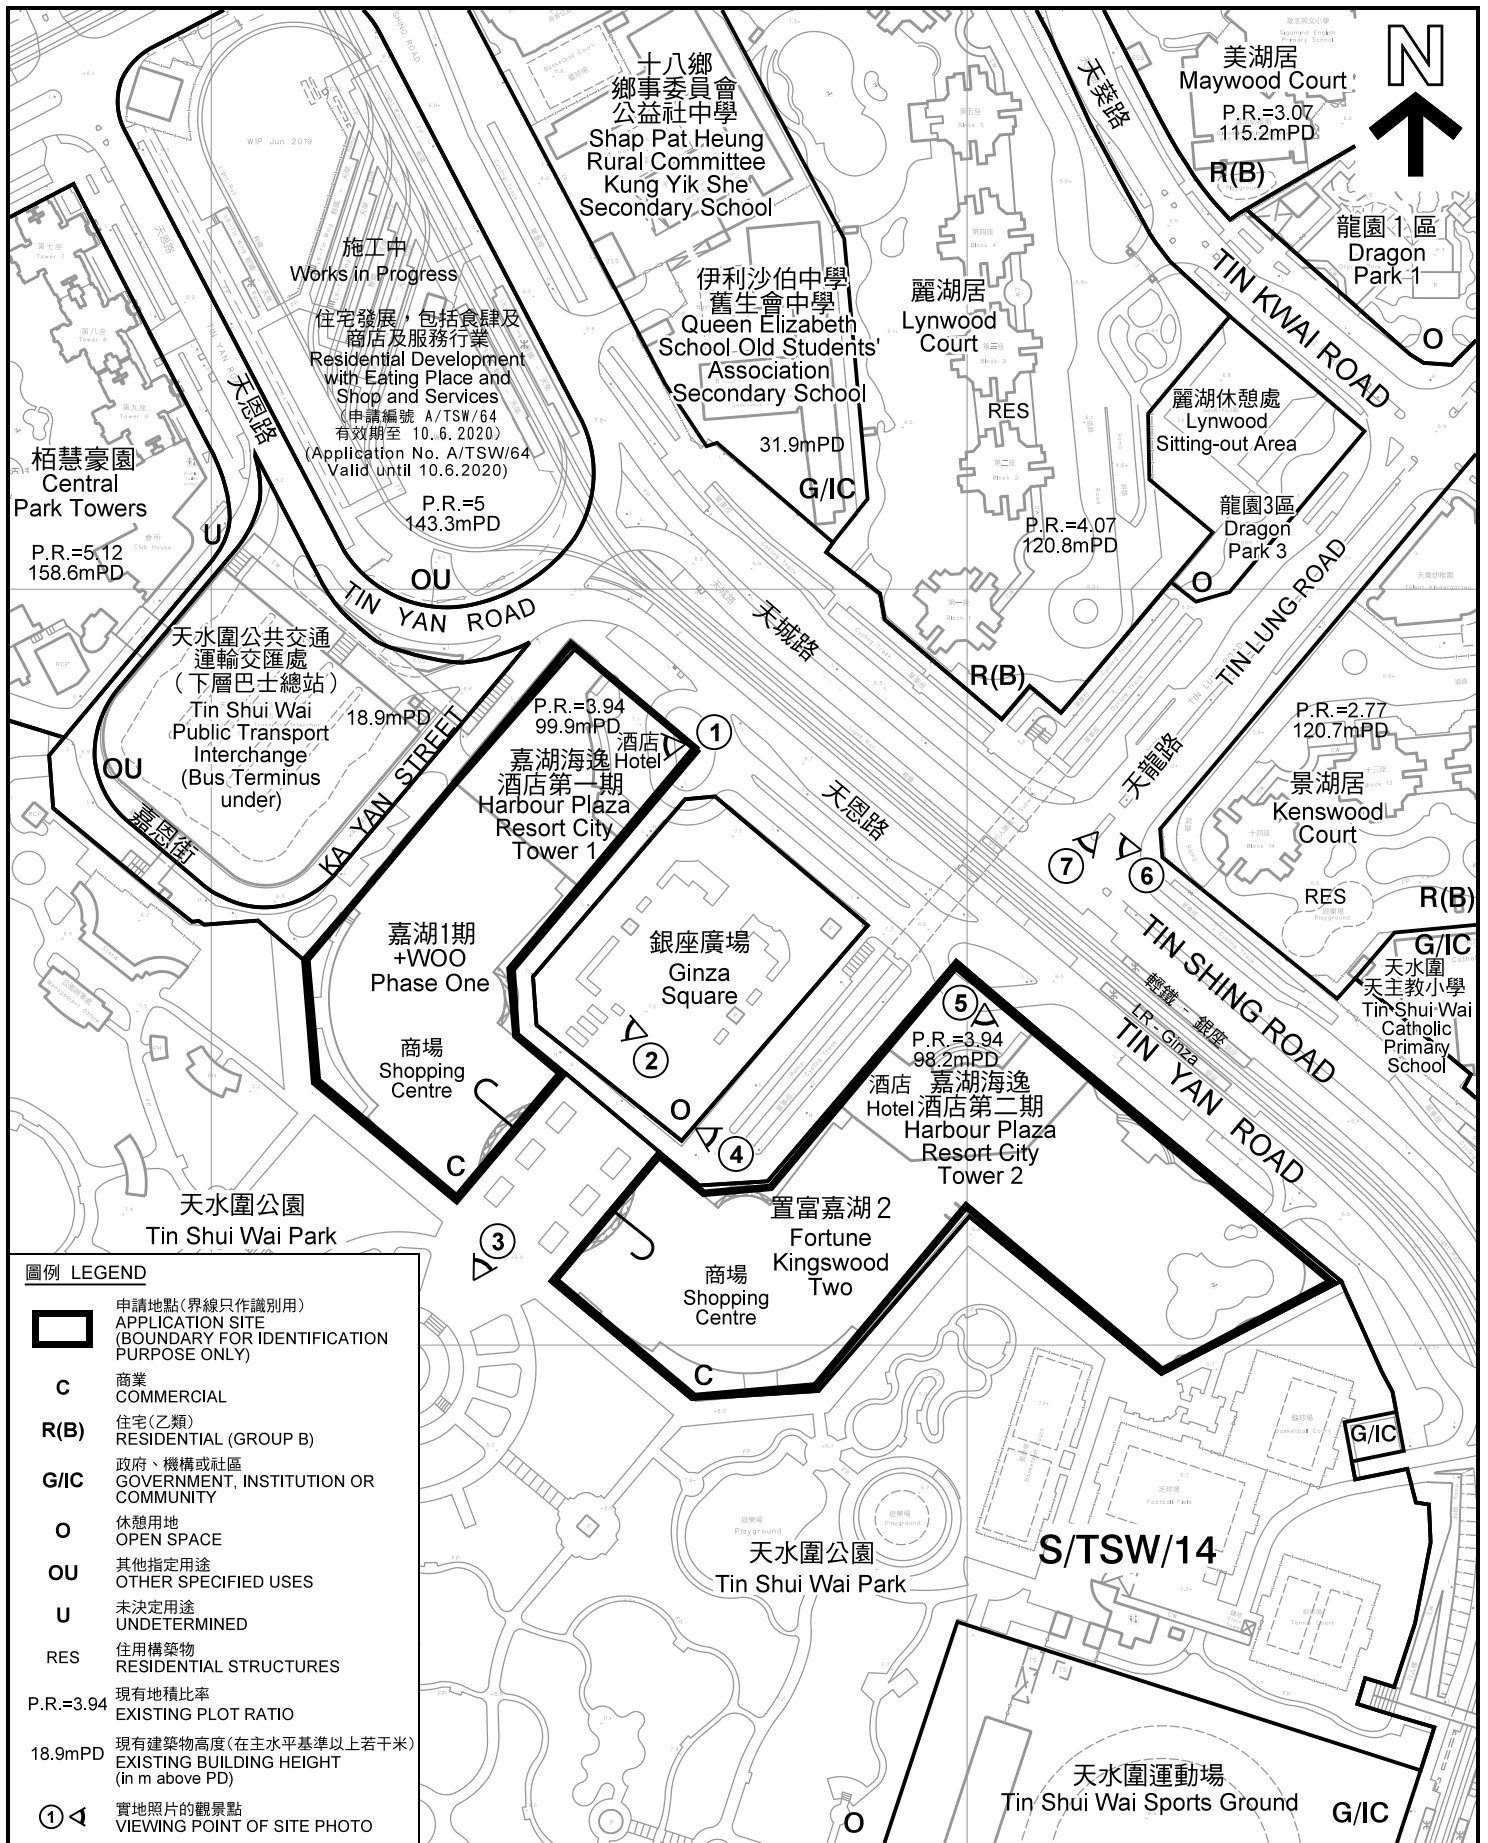 十八鄉
鄉事委員會
公益社中學
Shap Pat Heung
Rural Committee
Kung Yik She
Secondary School
天葵路
美湖居
Maywood Court
P.R.=3.07
115.2mPD
R(B)
N
龍園1區
Dragon
Park 1
O
TIN KWAI ROAD
WIP Jun 2019
施工中
Works in Progress
住宅發展，包括食肆及
商店及服務行業
Residential Development
with Eating Place and
Shop and Services
(申請編號 A/TSW/64
有效期至 10.6.2020)
(Application No. A/TSW/64
Valid until 10.6.2020)
P.R.=5
143.3mPD
OU
伊利沙伯中學
舊生會中學
Queen Elizabeth
School Old Students'
Association
Secondary School
31.9mPD
G/IC
麗湖居
Lynwood
Court
RES
P.R.=4.07
120.8mPD
R(B)
麗湖休憩處
Lynwood
Sitting-out Area
龍園3區
Dragon
Park 3
O
天恩路
栢慧豪園
Central
Park Towers
P.R.=5.12
158.6mPD
U
TIN YAN ROAD
天城路
TIN LUNG ROAD
天龍路
天水圍公共交通
運輸交匯處
(下層巴士總站)
Tin Shui Wai
Public Transport
Interchange
(Bus Terminus
under)
18.9mPD
OU
嘉恩街
KA YAN STREET
P.R.=3.94
99.9mPD
酒店
Hotel
1
嘉湖海逸
酒店第一期
Harbour Plaza
Resort City
Tower 1
天恩路
P.R.=2.77
120.7mPD
景湖居
Kenswood
Court
RES
R(B)
7
6
嘉湖1期
+WOO
Phase One
商場
Shopping
Centre
C
銀座廣場
Ginza
Square
2
O
4
3
TIN SHING ROAD
輕鐵 - 銀座
LR - Ginza
TIN YAN ROAD
G/IC
天水圍
天主教小學
Tin Shui Wai
Catholic
Primary
School
5
P.R.=3.94
98.2mPD
酒店
Hotel
嘉湖海逸
酒店第二期
Harbour Plaza
Resort City
Tower 2
置富嘉湖2
Fortune
Kingswood
Two
商場
Shopping
Centre
C
天水圍公園
Tin Shui Wai Park
G/IC
S/TSW/14
天水圍公園
Tin Shui Wai Park
天水圍運動場
Tin Shui Wai Sports Ground
G/IC
O
圖例 LEGEND
申請地點(界線只作識別用)
APPLICATION SITE
(BOUNDARY FOR IDENTIFICATION
PURPOSE ONLY)
C 商業
COMMERCIAL
R(B) 住宅(乙類)
RESIDENTIAL (GROUP B)
G/IC 政府、機構或社區
GOVERNMENT, INSTITUTION OR
COMMUNITY
O 休憩用地
OPEN SPACE
OU 其他指定用途
OTHER SPECIFIED USES
U 未決定用途
UNDETERMINED
RES 住用構築物
RESIDENTIAL STRUCTURES
P.R.=3.94 現有地積比率
EXISTING PLOT RATIO
18.9mPD 現有建築物高度(在主水平基準以上若干米)
EXISTING BUILDING HEIGHT
(in m above PD)
1 實地照片的觀景點
VIEWING POINT OF SITE PHOTO